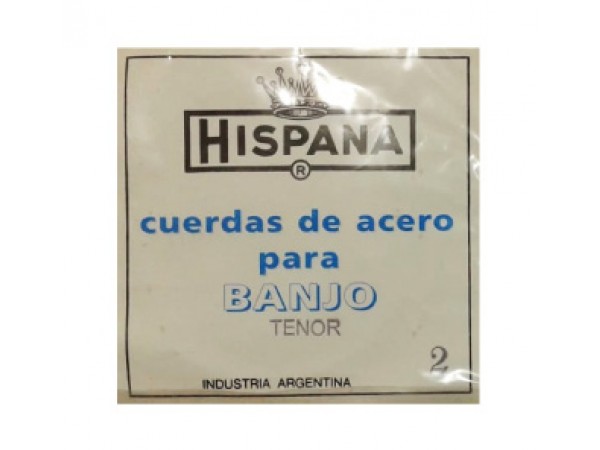 HISPANA
®
cuerdas de acero
para
BANJO
TENOR
2
INDUSTRIA ARGENTINA